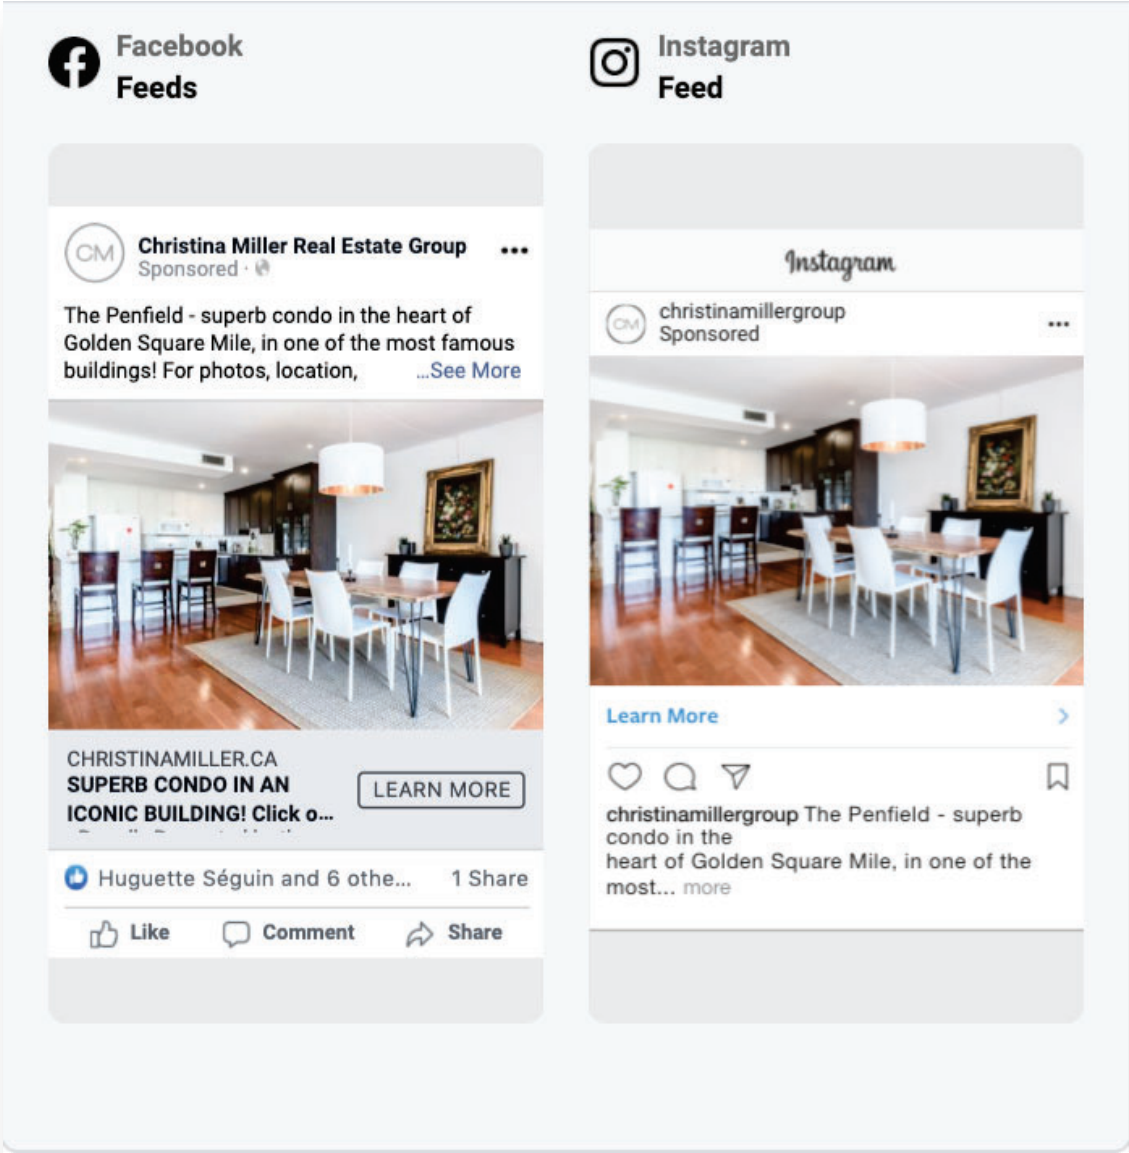 Facebook
Feeds
CM
Christina Miller Real Estate Group
Sponsored ·
The Penfield - superb condo in the heart of
Golden Square Mile, in one of the most famous
buildings! For photos, location, ...See More
CHRISTINAMILLER.CA
SUPERB CONDO IN AN
ICONIC BUILDING! Click o...
LEARN MORE
Huguette Séguin and 6 othe... 1 Share
Like Comment Share
Instagram
Feed
Instagram
CM
christinamillergroup
Sponsored
Learn More
christinamillergroup The Penfield - superb
condo in the
heart of Golden Square Mile, in one of the
most... more